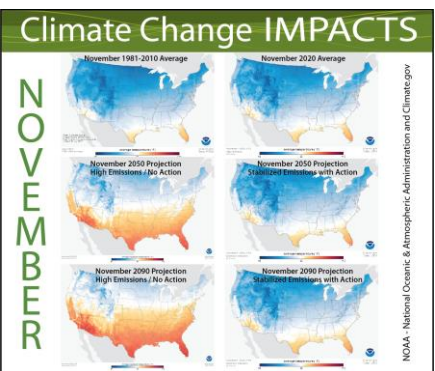 Climate Change IMPACTS
NOVEMBER
November 1981-2010 Average
November 2020 Average
November 2050 Projection
High Emissions / No Action
November 2050 Projection
Stabilized Emissions with Action
November 2090 Projection
High Emissions / No Action
November 2090 Projection
Stabilized Emissions with Action
NOAA - National Oceanic & Atmospheric Administration and Climate.gov